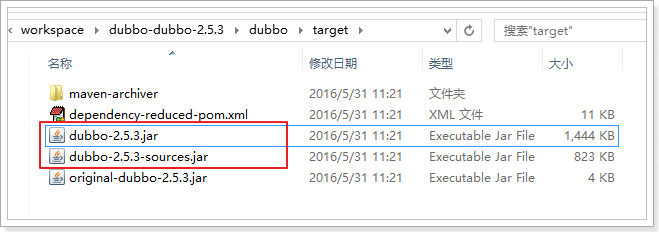 workspace ▸ dubbo-dubbo-2.5.3 ▸ dubbo ▸ target ▸ 搜索"target"
名称 修改日期 类型 大小
maven-archiver 2016/5/31 11:21 文件夹
dependency-reduced-pom.xml 2016/5/31 11:21 XML 文件 11 KB
dubbo-2.5.3.jar 2016/5/31 11:21 Executable Jar File 1,444 KB
dubbo-2.5.3-sources.jar 2016/5/31 11:21 Executable Jar File 823 KB
original-dubbo-2.5.3.jar 2016/5/31 11:21 Executable Jar File 4 KB